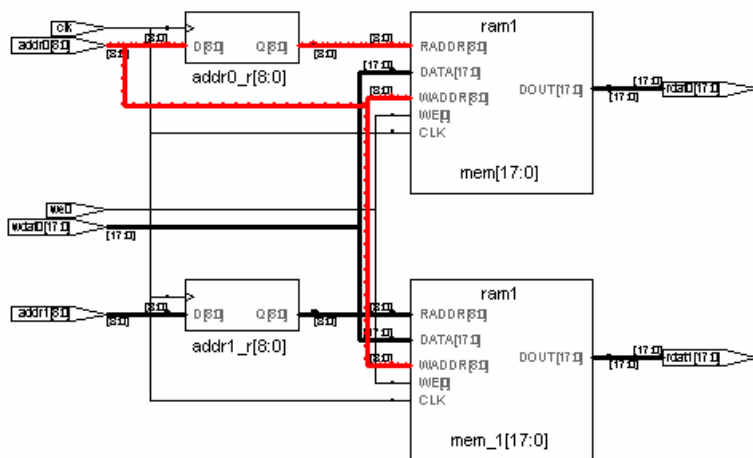 clk
addr0[8:0]
[8:0]
[8:0]
D[8:0]
Q[8:0]
[8:0]
addr0_r[8:0]
ram1
[8:0]
RADDR[8:0]
[17:0]
DATA[17:0]
[8:0]
WADDR[8:0]
WE[0]
CLK
DOUT[17:0]
[17:0]
[17:0]
rdat0[17:0]
mem[17:0]
we0
wdat0[17:0]
[17:0]
addr1[8:0]
[8:0]
[8:0]
D[8:0]
Q[8:0]
[8:0]
addr1_r[8:0]
ram1
[8:0]
RADDR[8:0]
[17:0]
DATA[17:0]
[8:0]
WADDR[8:0]
WE[0]
CLK
DOUT[17:0]
[17:0]
[17:0]
rdat1[17:0]
mem_1[17:0]